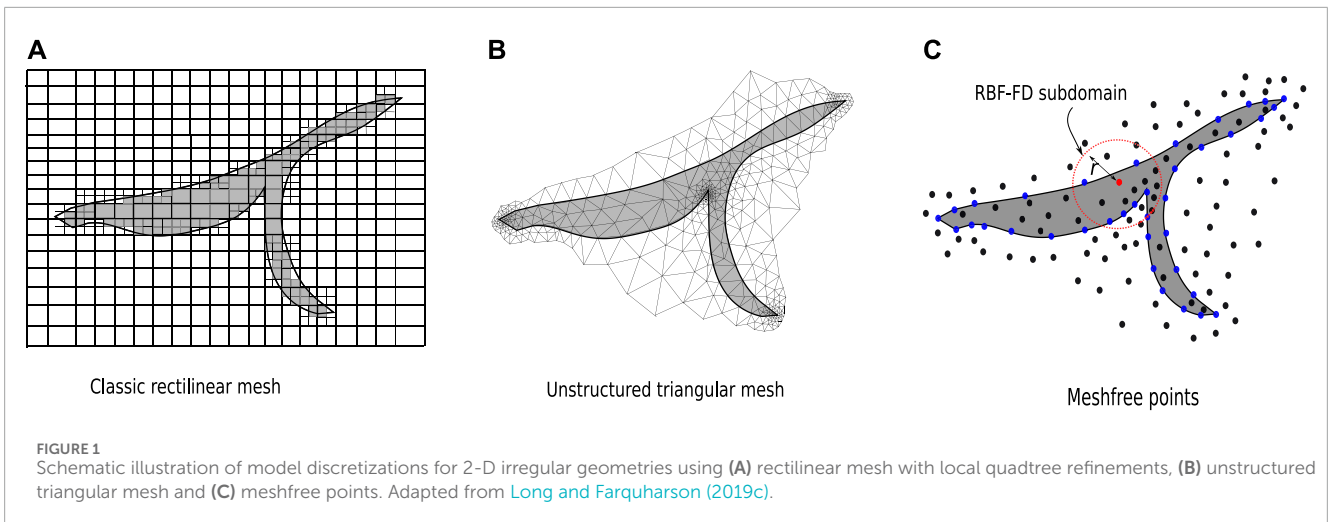 A
B
C
RBF-FD subdomain
r
Classic rectilinear mesh
Unstructured triangular mesh
Meshfree points
FIGURE 1
Schematic illustration of model discretizations for 2-D irregular geometries using (A) rectilinear mesh with local quadtree refinements, (B) unstructured
triangular mesh and (C) meshfree points. Adapted from Long and Farquharson (2019c).